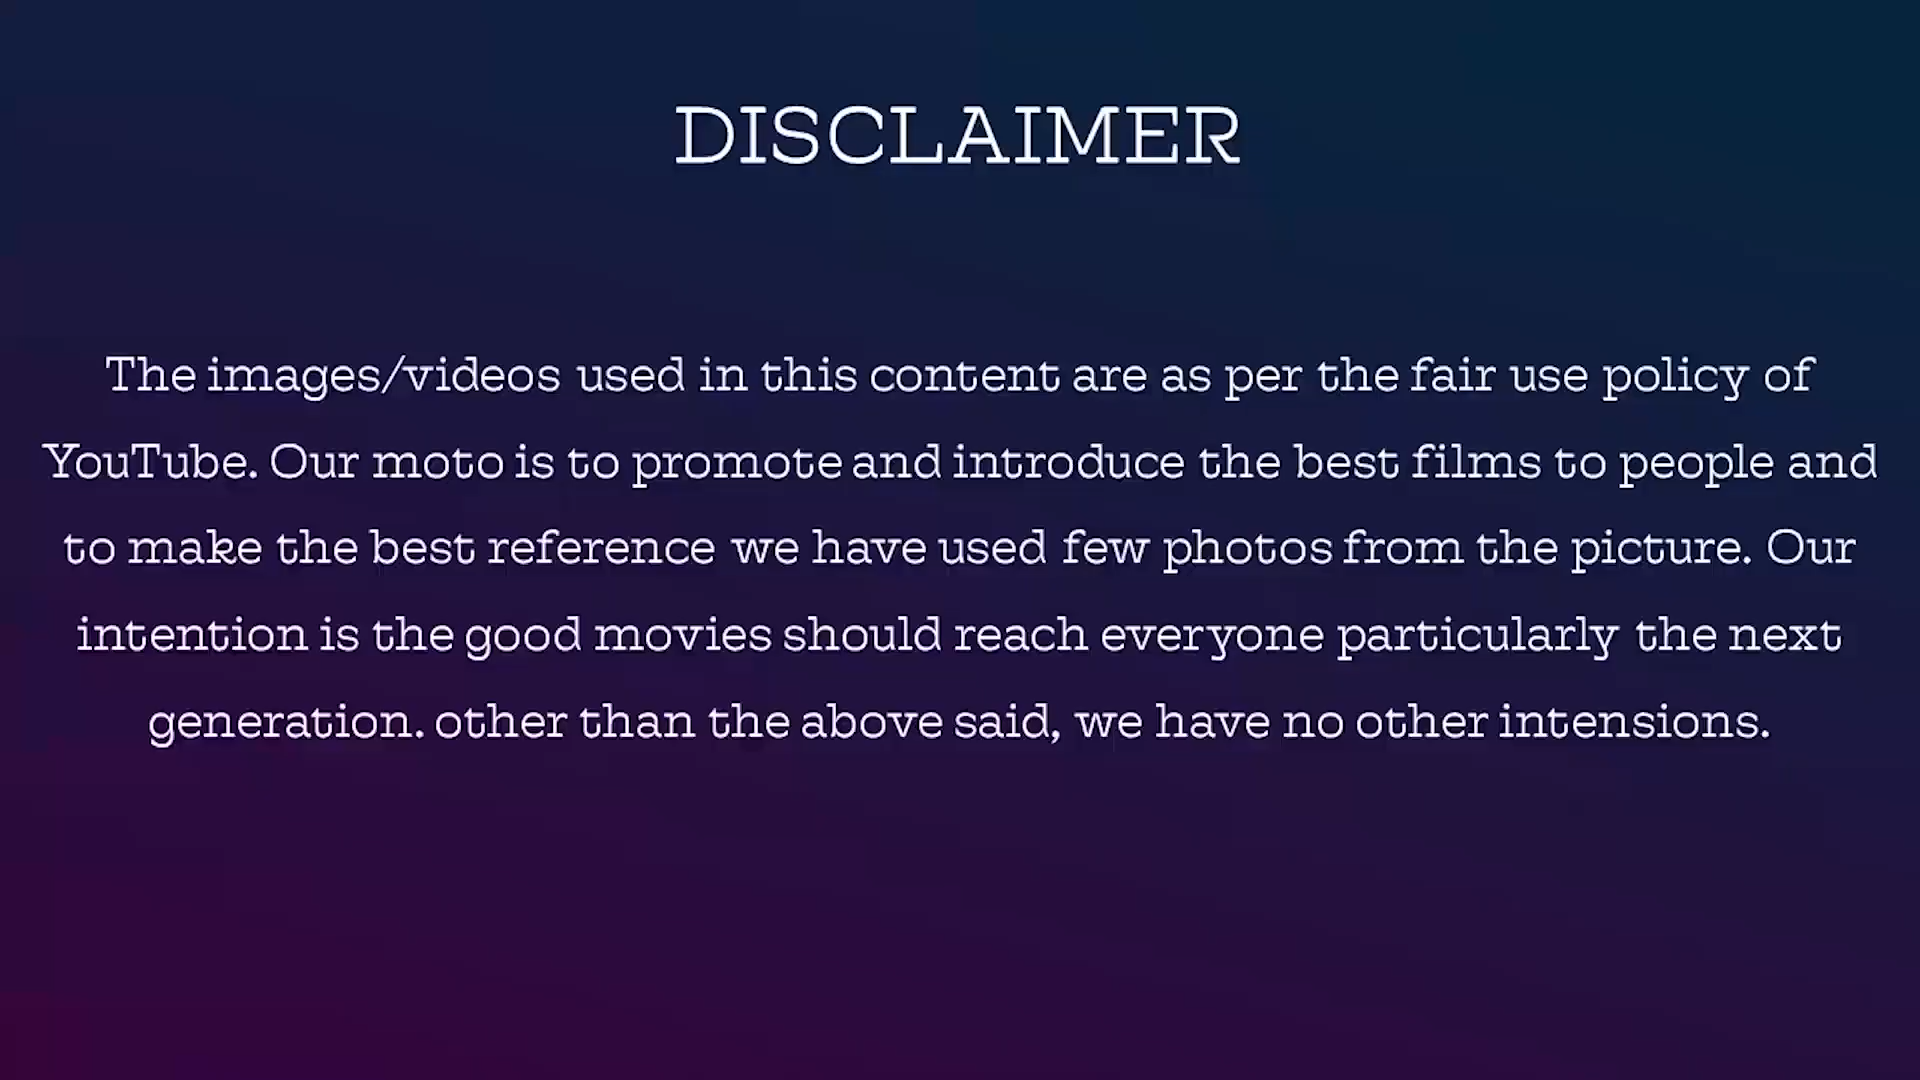 DISCLAIMER
The images/videos used in this content are as per the fair use policy of
YouTube. Our moto is to promote and introduce the best films to people and
to make the best reference we have used few photos from the picture. Our
intention is the good movies should reach everyone particularly the next
generation. other than the above said, we have no other intensions.